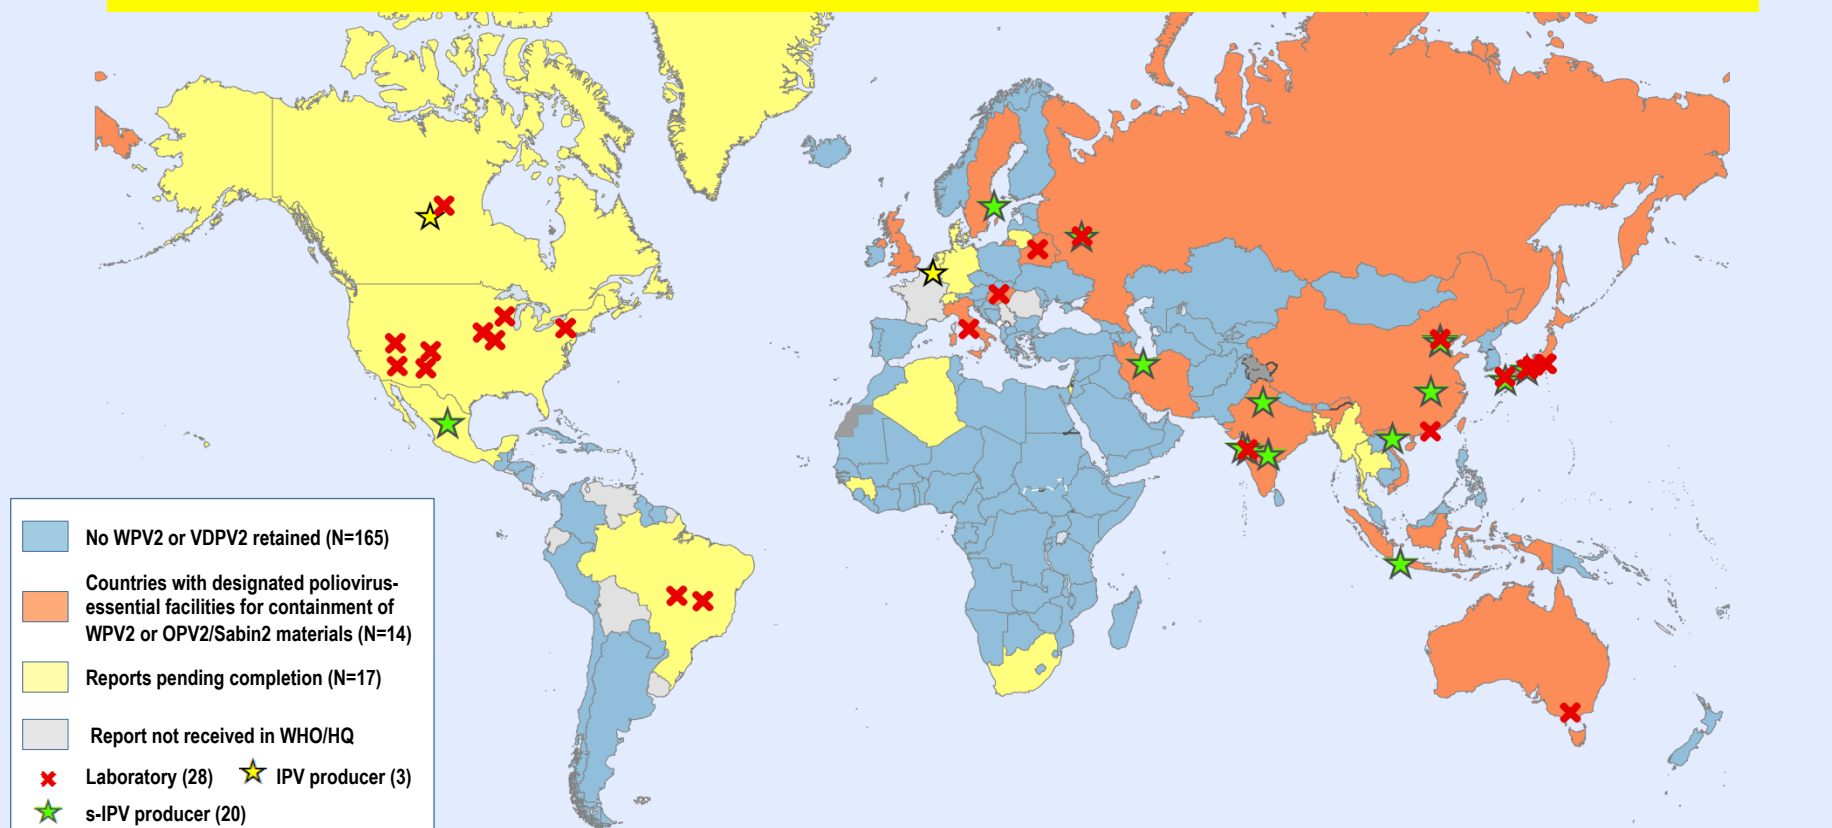 No WPV2 or VDPV2 retained (N=165)
Countries with designated poliovirus-
essential facilities for containment of
WPV2 or OPV2/Sabin2 materials (N=14)
Reports pending completion (N=17)
Report not received in WHO/HQ
Laboratory (28) IPV producer (3)
s-IPV producer (20)